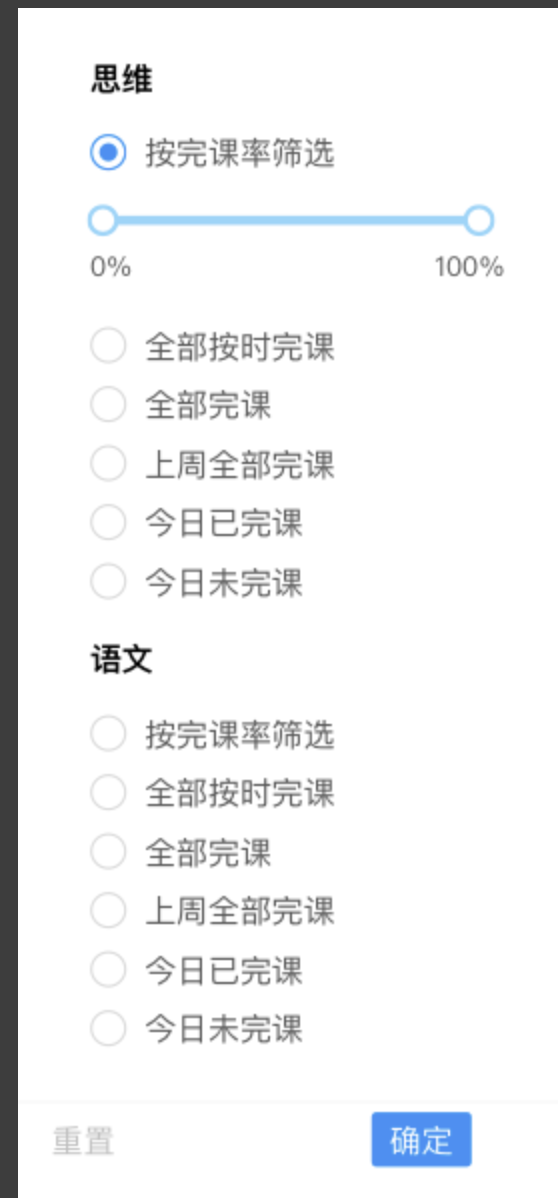 思维
按完课率筛选
0% 100%
全部按时完课
全部完课
上周全部完课
今日已完课
今日未完课
语文
按完课率筛选
全部按时完课
全部完课
上周全部完课
今日已完课
今日未完课
重置 确定